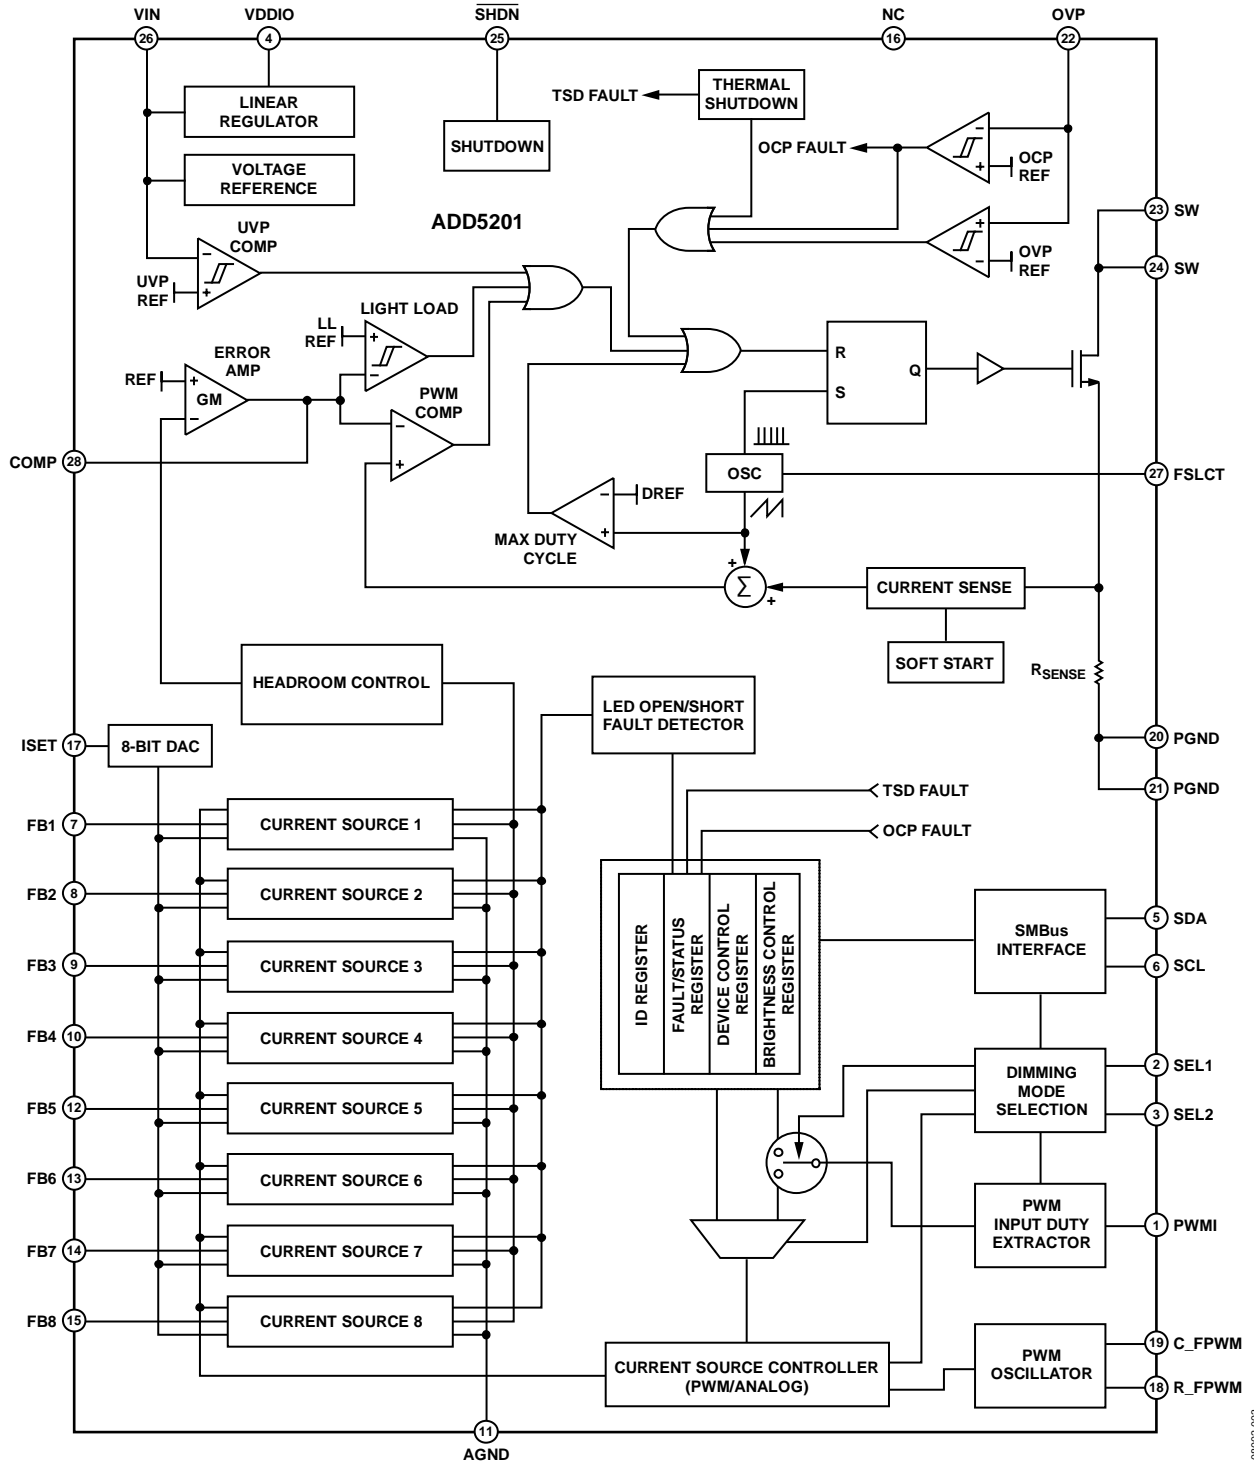 VIN
VDDIO
SHDN
NC
OVP
26
4
25
16
22
LINEAR
REGULATOR
VOLTAGE
REFERENCE
SHUTDOWN
TSD FAULT
THERMAL
SHUTDOWN
OCP FAULT
−
+
OCP
REF
ADD5201
+
−
OVP
REF
23
SW
24
SW
UVP
COMP
−
+
UVP
REF
LIGHT LOAD
LL
REF
+
−
ERROR
AMP
REF
+
GM
−
PWM
COMP
−
+
COMP
28
R
Q
S
OSC
27
FSLCT
−
DREF
+
MAX DUTY
CYCLE
+
Σ
+
CURRENT SENSE
SOFT START
RSENSE
HEADROOM CONTROL
LED OPEN/SHORT
FAULT DETECTOR
20
PGND
21
PGND
ISET
17
8-BIT DAC
TSD FAULT
OCP FAULT
FB1
7
CURRENT SOURCE 1
FB2
8
CURRENT SOURCE 2
FB3
9
CURRENT SOURCE 3
FB4
10
CURRENT SOURCE 4
FB5
12
CURRENT SOURCE 5
FB6
13
CURRENT SOURCE 6
FB7
14
CURRENT SOURCE 7
FB8
15
CURRENT SOURCE 8
ID REGISTER
FAULT/STATUS
REGISTER
DEVICE CONTROL
REGISTER
BRIGHTNESS CONTROL
REGISTER
SMBus
INTERFACE
5
SDA
6
SCL
DIMMING
MODE
SELECTION
2
SEL1
3
SEL2
PWM
INPUT DUTY
EXTRACTOR
1
PWMI
CURRENT SOURCE CONTROLLER
(PWM/ANALOG)
PWM
OSCILLATOR
19
C_FPWM
18
R_FPWM
11
AGND